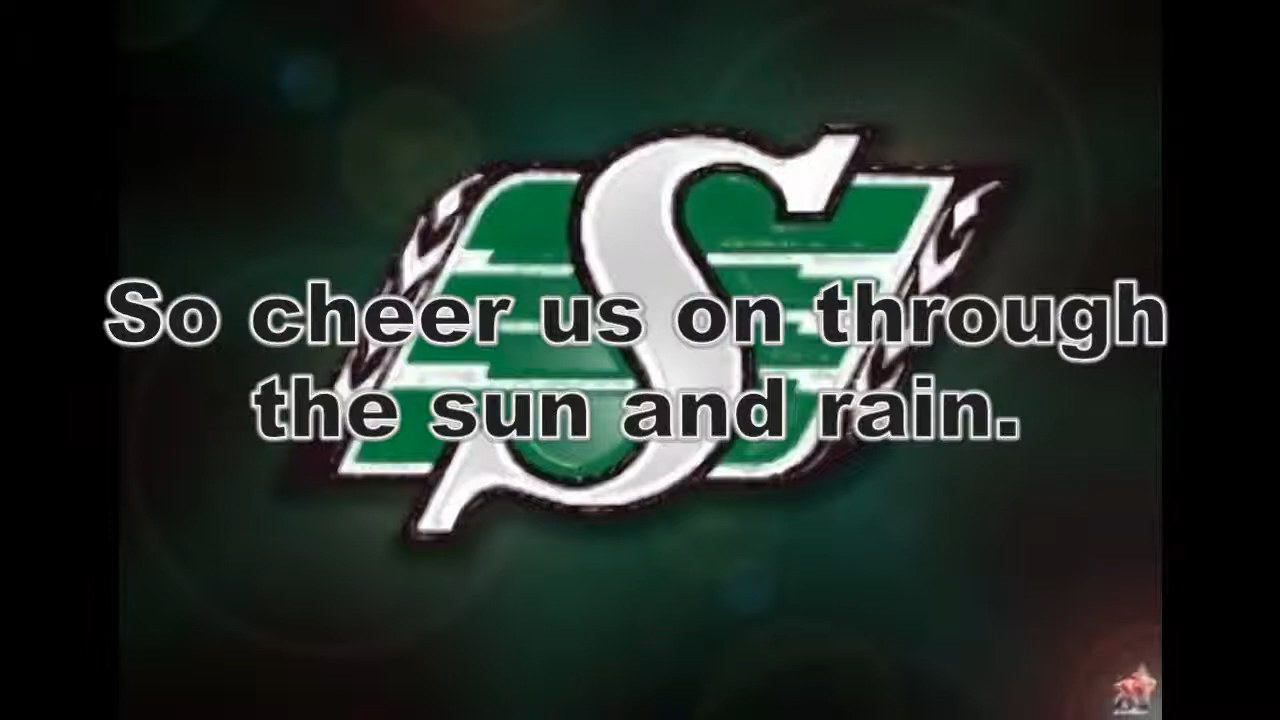 So cheer us on through
the sun and rain.